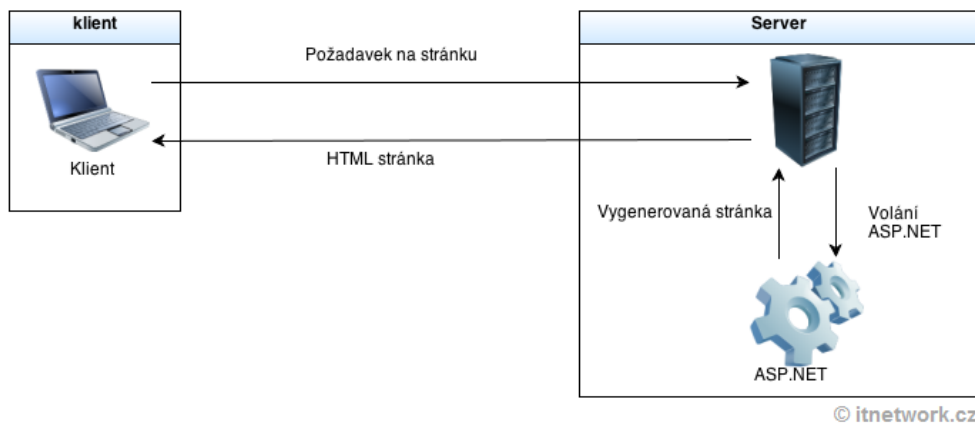 klient
Server
Požadavek na stránku
HTML stránka
Klient
Vygenerovaná stránka
Volání
ASP.NET
ASP.NET
© itnetwork.cz